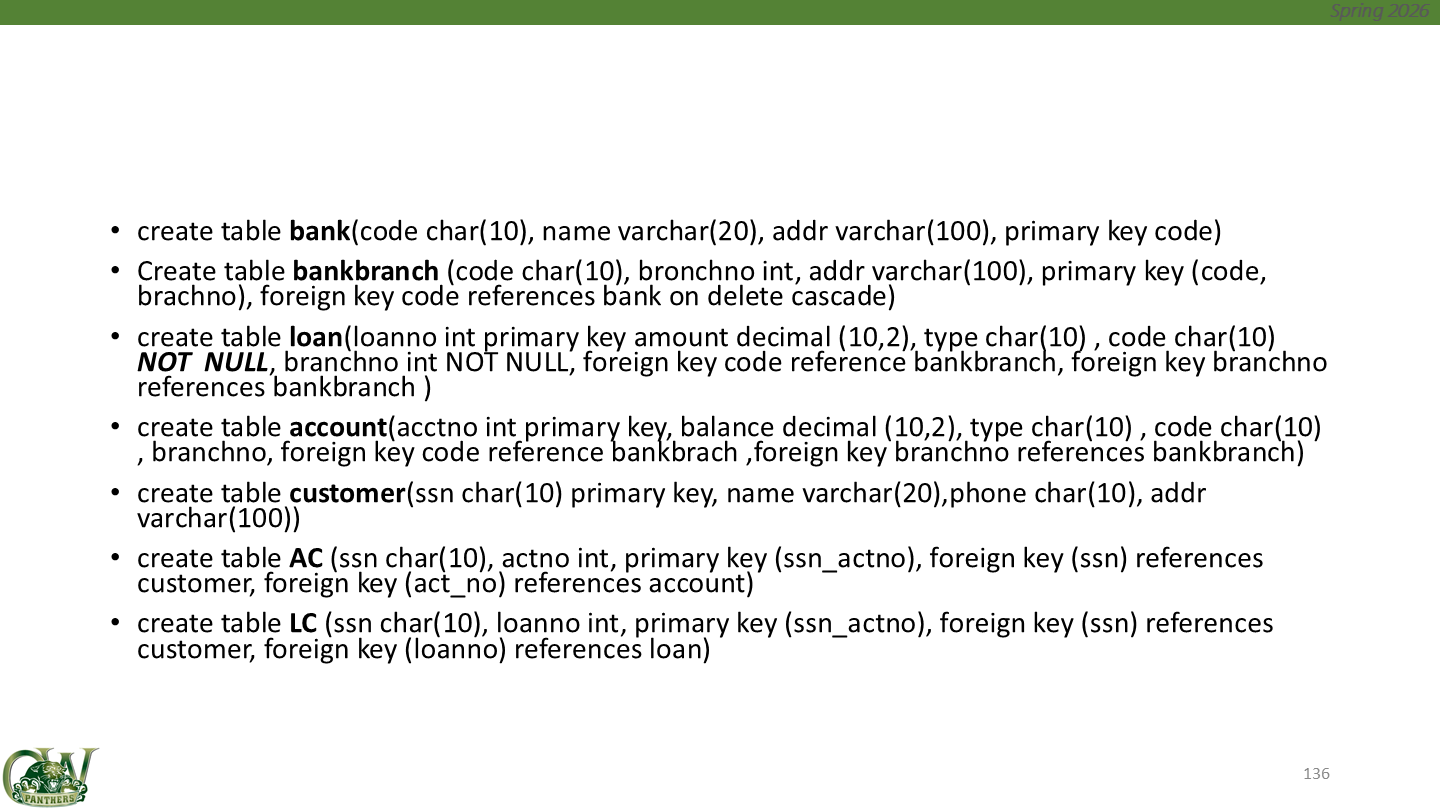 Spring 2026
• create table bank(code char(10), name varchar(20), addr varchar(100), primary key code)
• Create table bankbranch (code char(10), bronchno int, addr varchar(100), primary key (code,
brachno), foreign key code references bank on delete cascade)
• create table loan(loanno int primary key amount decimal (10,2), type char(10) , code char(10)
NOT NULL, branchno int NOT NULL, foreign key code reference bankbranch, foreign key branchno
references bankbranch )
• create table account(acctno int primary key, balance decimal (10,2), type char(10) , code char(10)
, branchno, foreign key code reference bankbrach ,foreign key branchno references bankbranch)
• create table customer(ssn char(10) primary key, name varchar(20),phone char(10), addr
varchar(100))
• create table AC (ssn char(10), actno int, primary key (ssn_actno), foreign key (ssn) references
customer, foreign key (act_no) references account)
• create table LC (ssn char(10), loanno int, primary key (ssn_actno), foreign key (ssn) references
customer, foreign key (loanno) references loan)
OW
PANTHERS
136